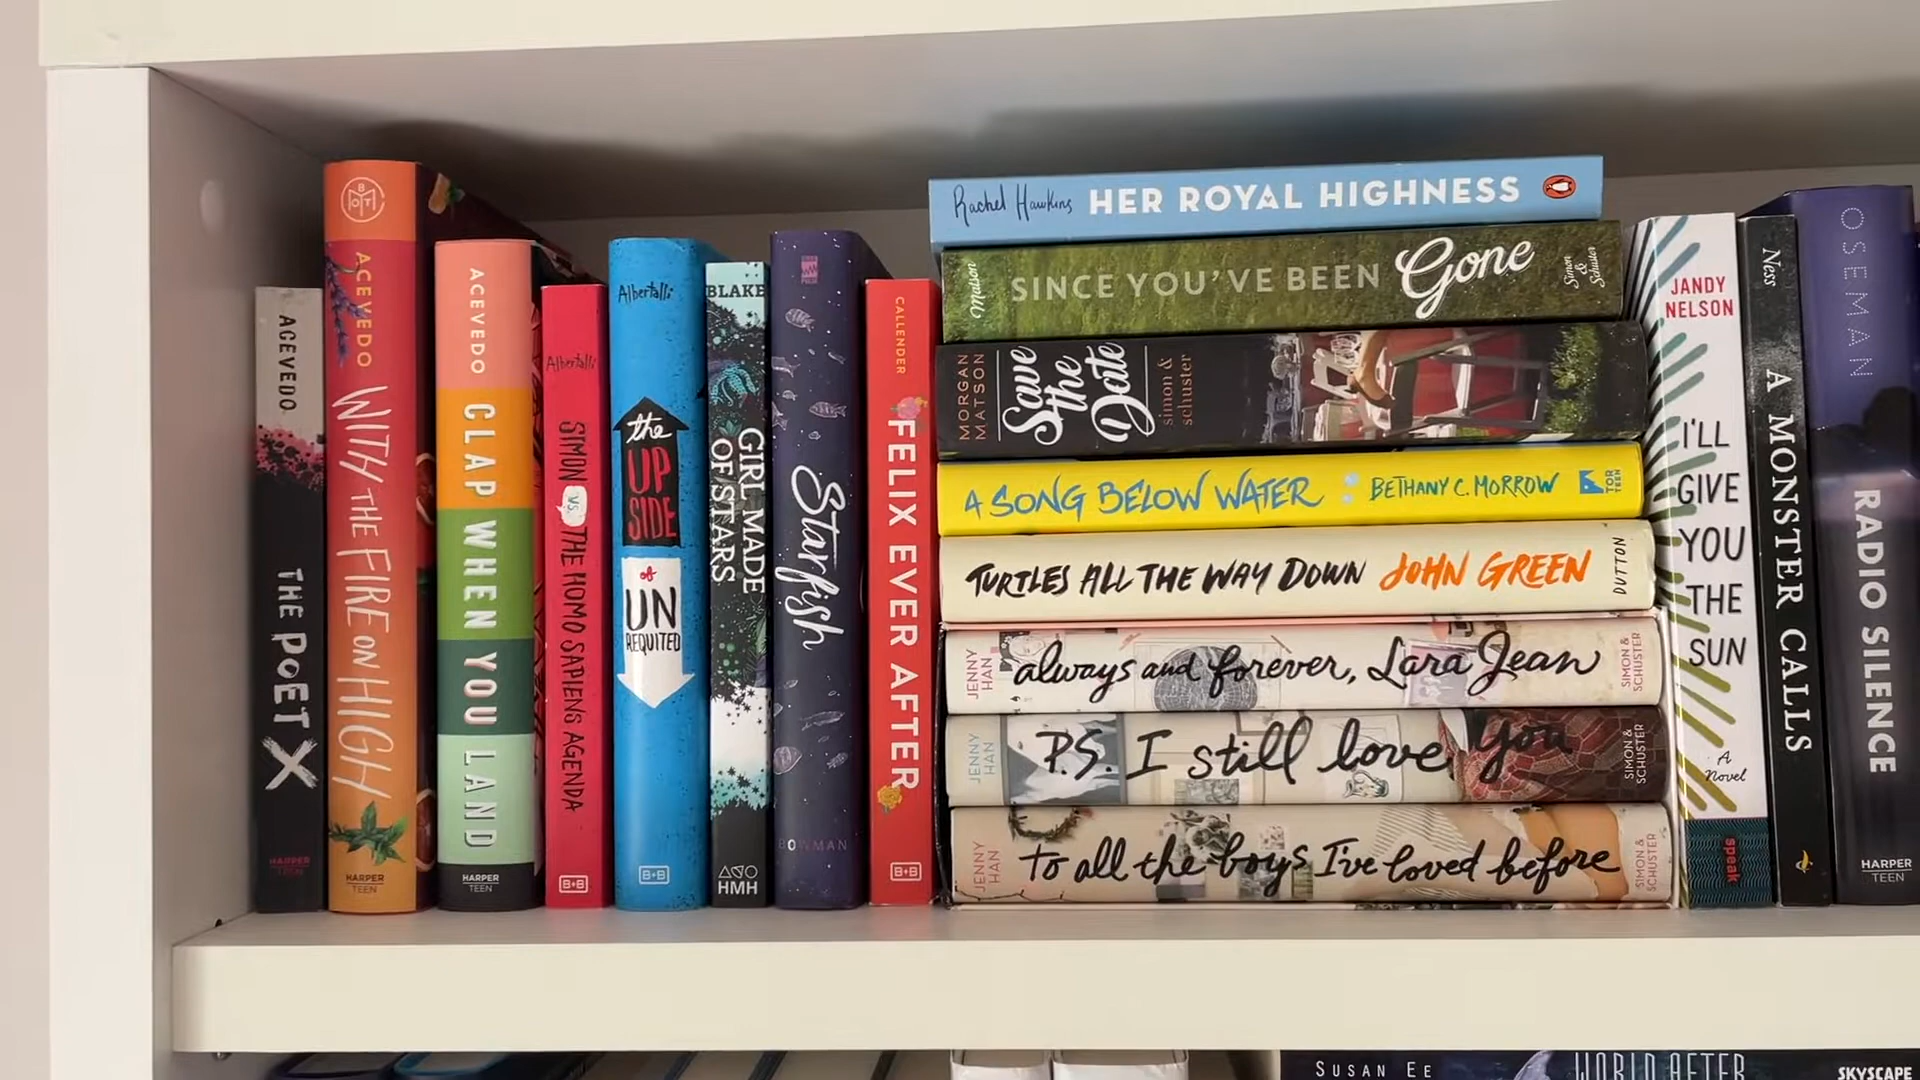 ACEVEDO
THE POET X
HARPER
TEEN
B
OTM
ACEVEDO
WITH THE FIRE ON HIGH
HARPER
TEEN
ACEVEDO
CLAP WHEN YOU LAND
HARPER
TEEN
Albertalli
SIMON VS. THE HOMO SAPIENS AGENDA
B+B
Albertalli
the
UP
SIDE
of
UN
REQUITED
B+B
BLAKE
GIRL MADE
OF STARS
HMH
Starfish
BOWMAN
CALLENDER
FELIX EVER AFTER
B+B
Rachel Hawkins HER ROYAL HIGHNESS
Matson SINCE YOU'VE BEEN Gone Simon & Schuster
MORGAN MATSON Save the Date simon & schuster
A SONG BELOW WATER BETHANY C. MORROW TOR TEEN
TURTLES ALL THE WAY DOWN JOHN GREEN DUTTON
JENNY HAN always and forever, Lara Jean SIMON & SCHUSTER
JENNY HAN P.S. I still love you SIMON & SCHUSTER
JENNY HAN to all the boys I've loved before SIMON & SCHUSTER
JANDY
NELSON
I'LL
GIVE
YOU
THE
SUN
A
Novel
speak
Ness
A MONSTER CALLS
OSEMAN
RADIO SILENCE
HARPER
TEEN
SUSAN EE WORLD AFTER SKYSCAPE